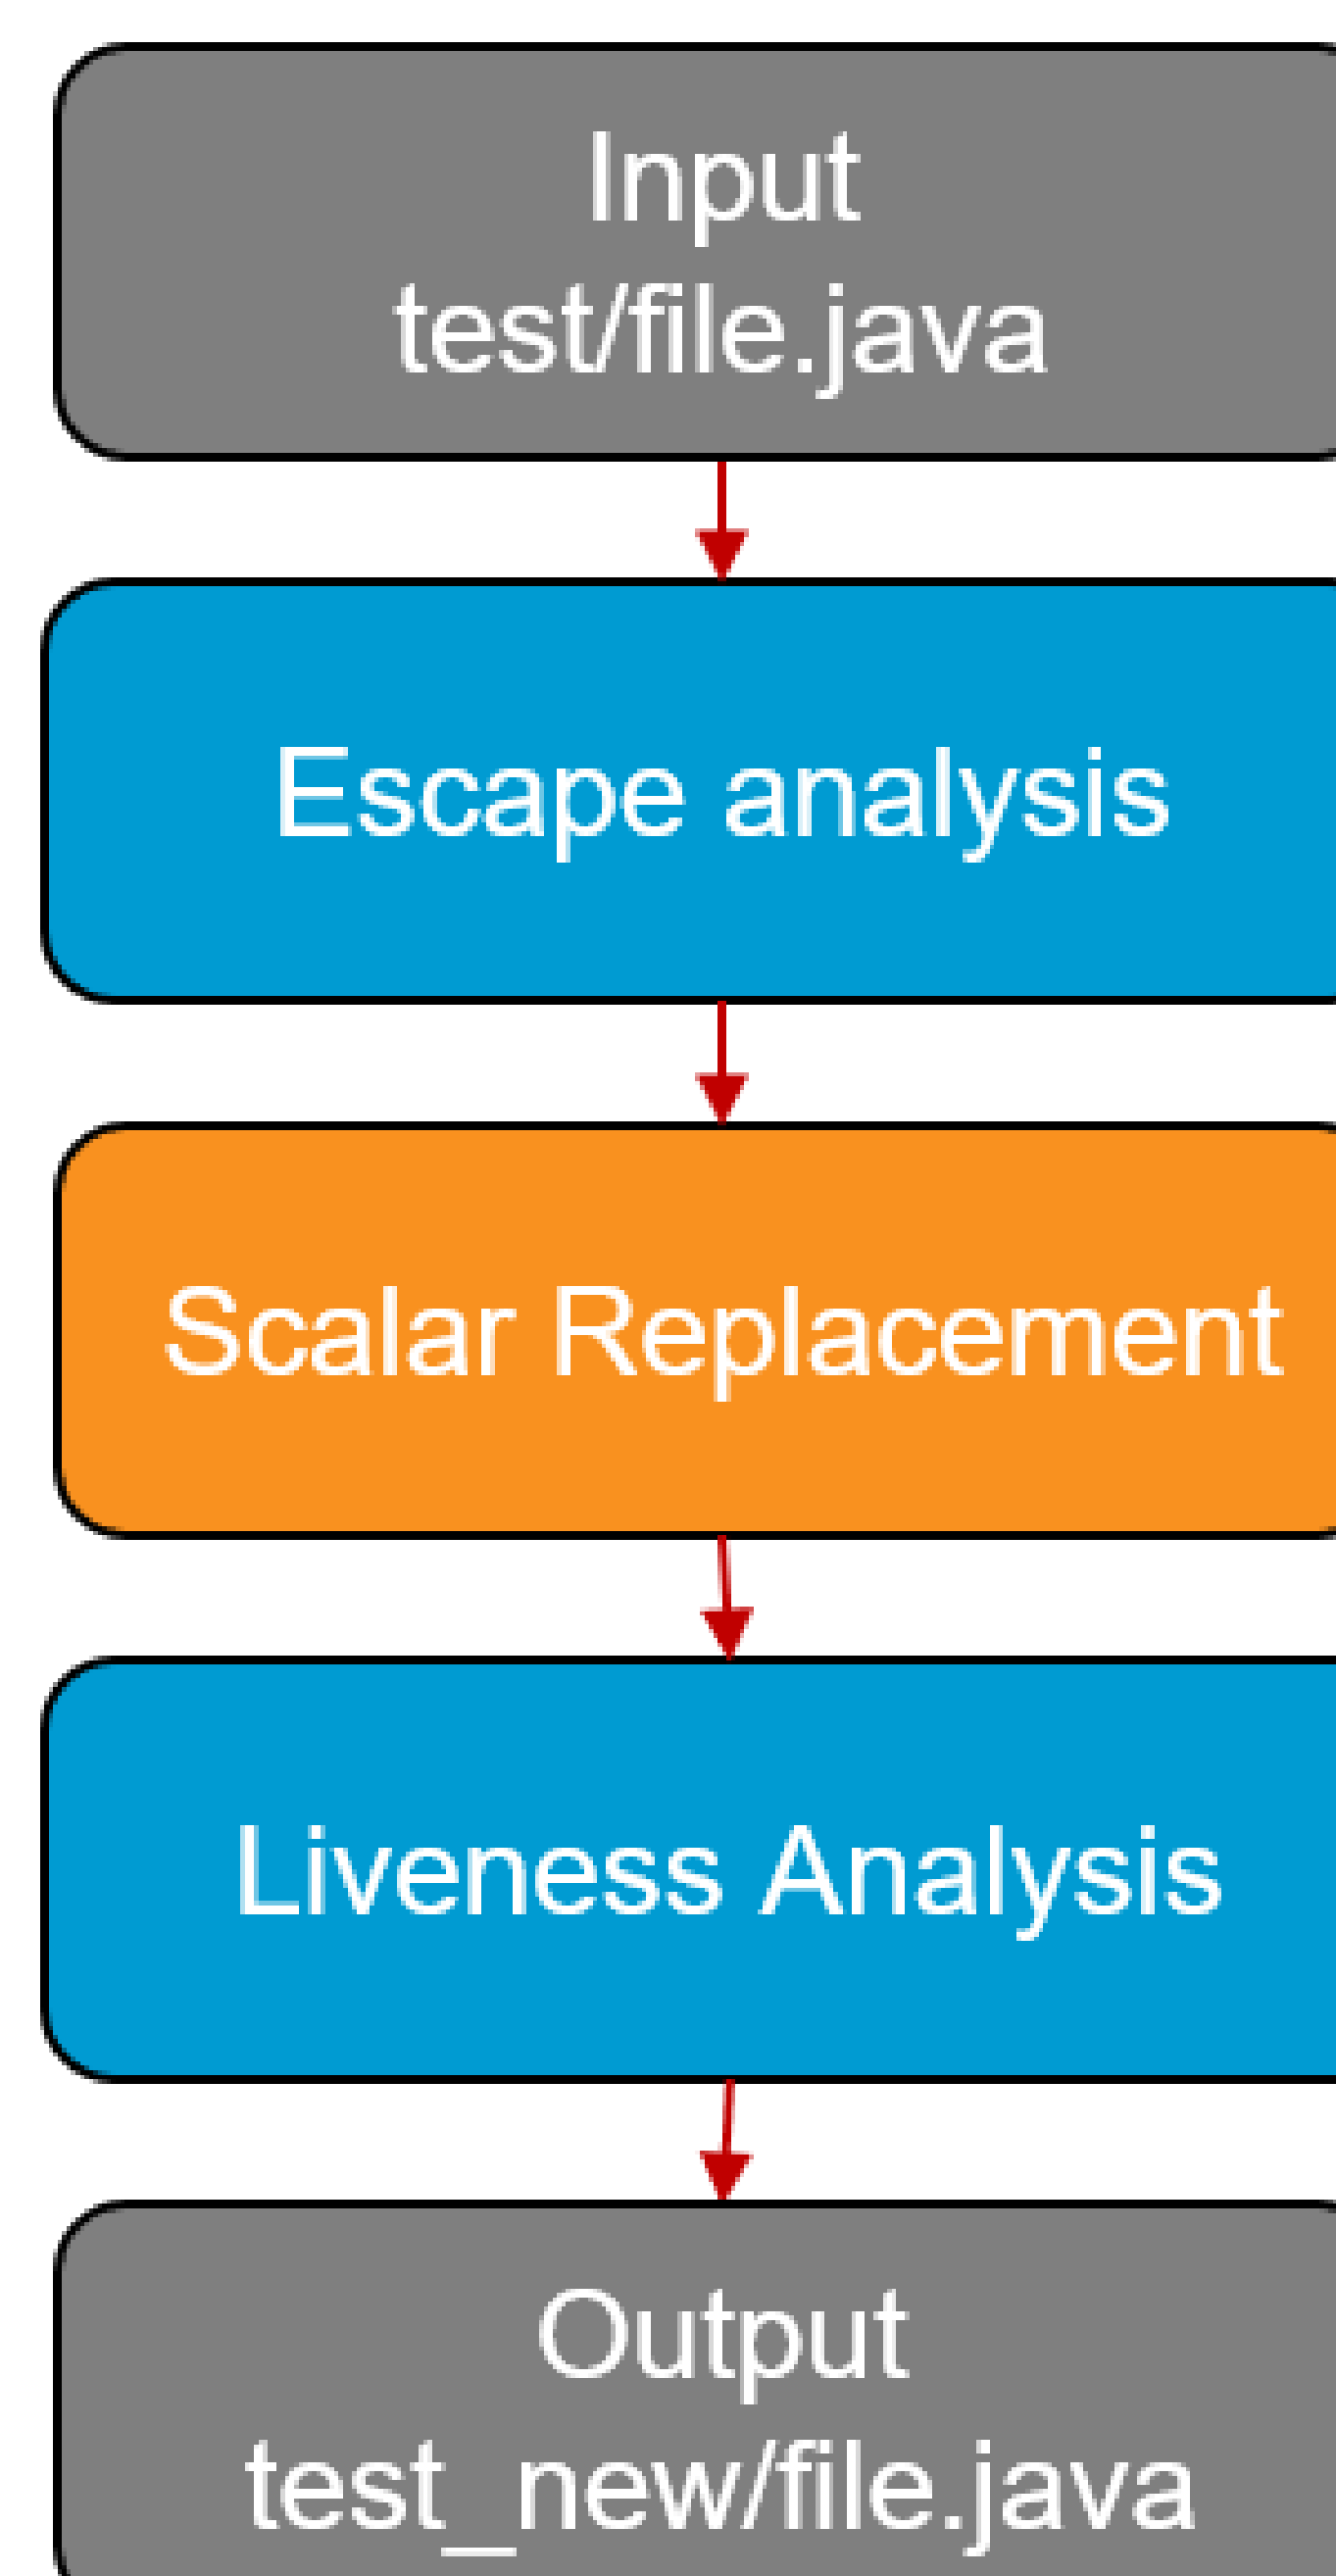 Input
test/file.java
Escape analysis
Scalar Replacement
Liveness Analysis
Output
test_new/file.java